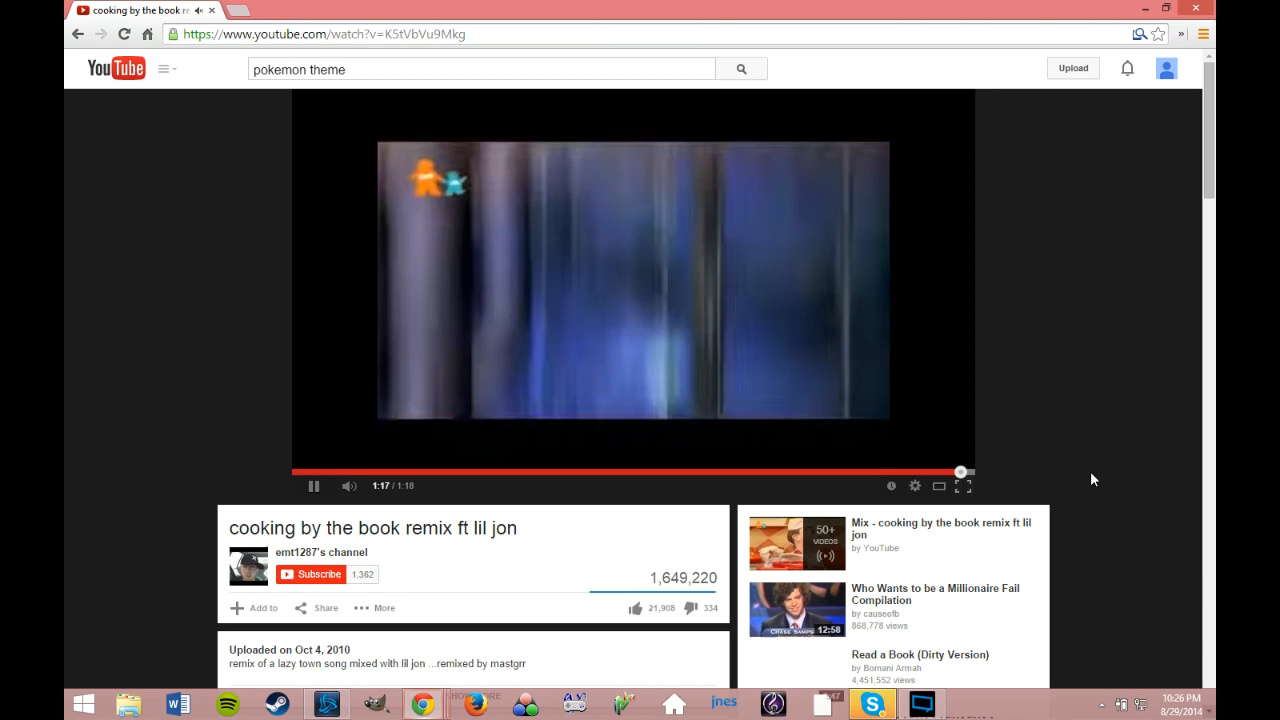 cooking by the book re
https://www.youtube.com/watch?v=K5tVbVu9Mkg
YouTube
pokemon theme
Upload
1:17 / 1:18
cooking by the book remix ft lil jon
emt1287's channel
Subscribe 1,362
1,649,220
Add to Share More 21,908 334
Uploaded on Oct 4, 2010
remix of a lazy town song mixed with lil jon ...remixed by mastgrr
50+
VIDEOS
Mix - cooking by the book remix ft lil
jon
by YouTube
12:58
Who Wants to be a Millionaire Fail
Compilation
by causeofb
868,778 views
Read a Book (Dirty Version)
by Bomani Armah
4,451,552 views
jnes
10:26 PM
8/29/2014